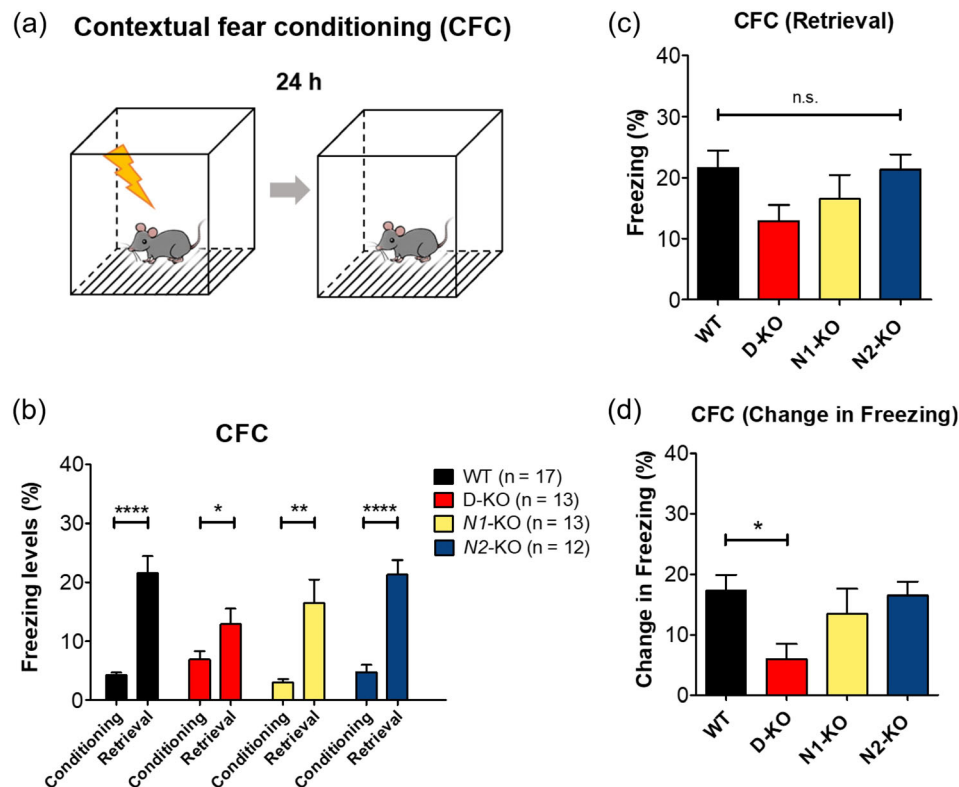 (a) Contextual fear conditioning (CFC)
24 h
(b)
CFC
Freezing levels (%)
40
30
20
10
0
****
*
**
****
Conditioning
Retrieval
Conditioning
Retrieval
Conditioning
Retrieval
Conditioning
Retrieval
WT (n = 17)
D-KO (n = 13)
N1-KO (n = 13)
N2-KO (n = 12)
(c)
CFC (Retrieval)
Freezing (%)
40
30
20
10
0
n.s.
WT
D-KO
N1-KO
N2-KO
(d)
CFC (Change in Freezing)
Change in Freezing (%)
40
30
20
10
0
*
WT
D-KO
N1-KO
N2-KO